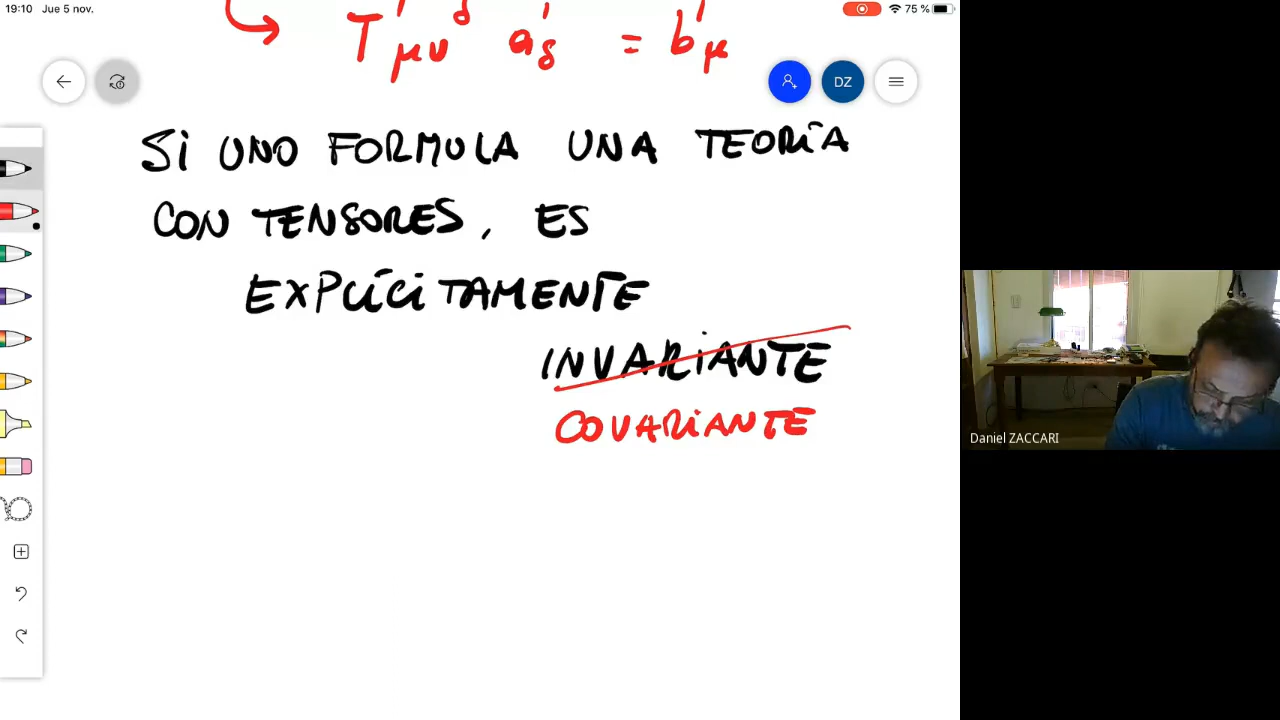 19:10 Jue 5 nov. 75 %
= b'μ
DZ
SI UNO FORMULA UNA TEORÍA
CON TENSORES, ES
EXPLÍCITAMENTE
INVARIANTE
COVARIANTE
Daniel ZACCARI